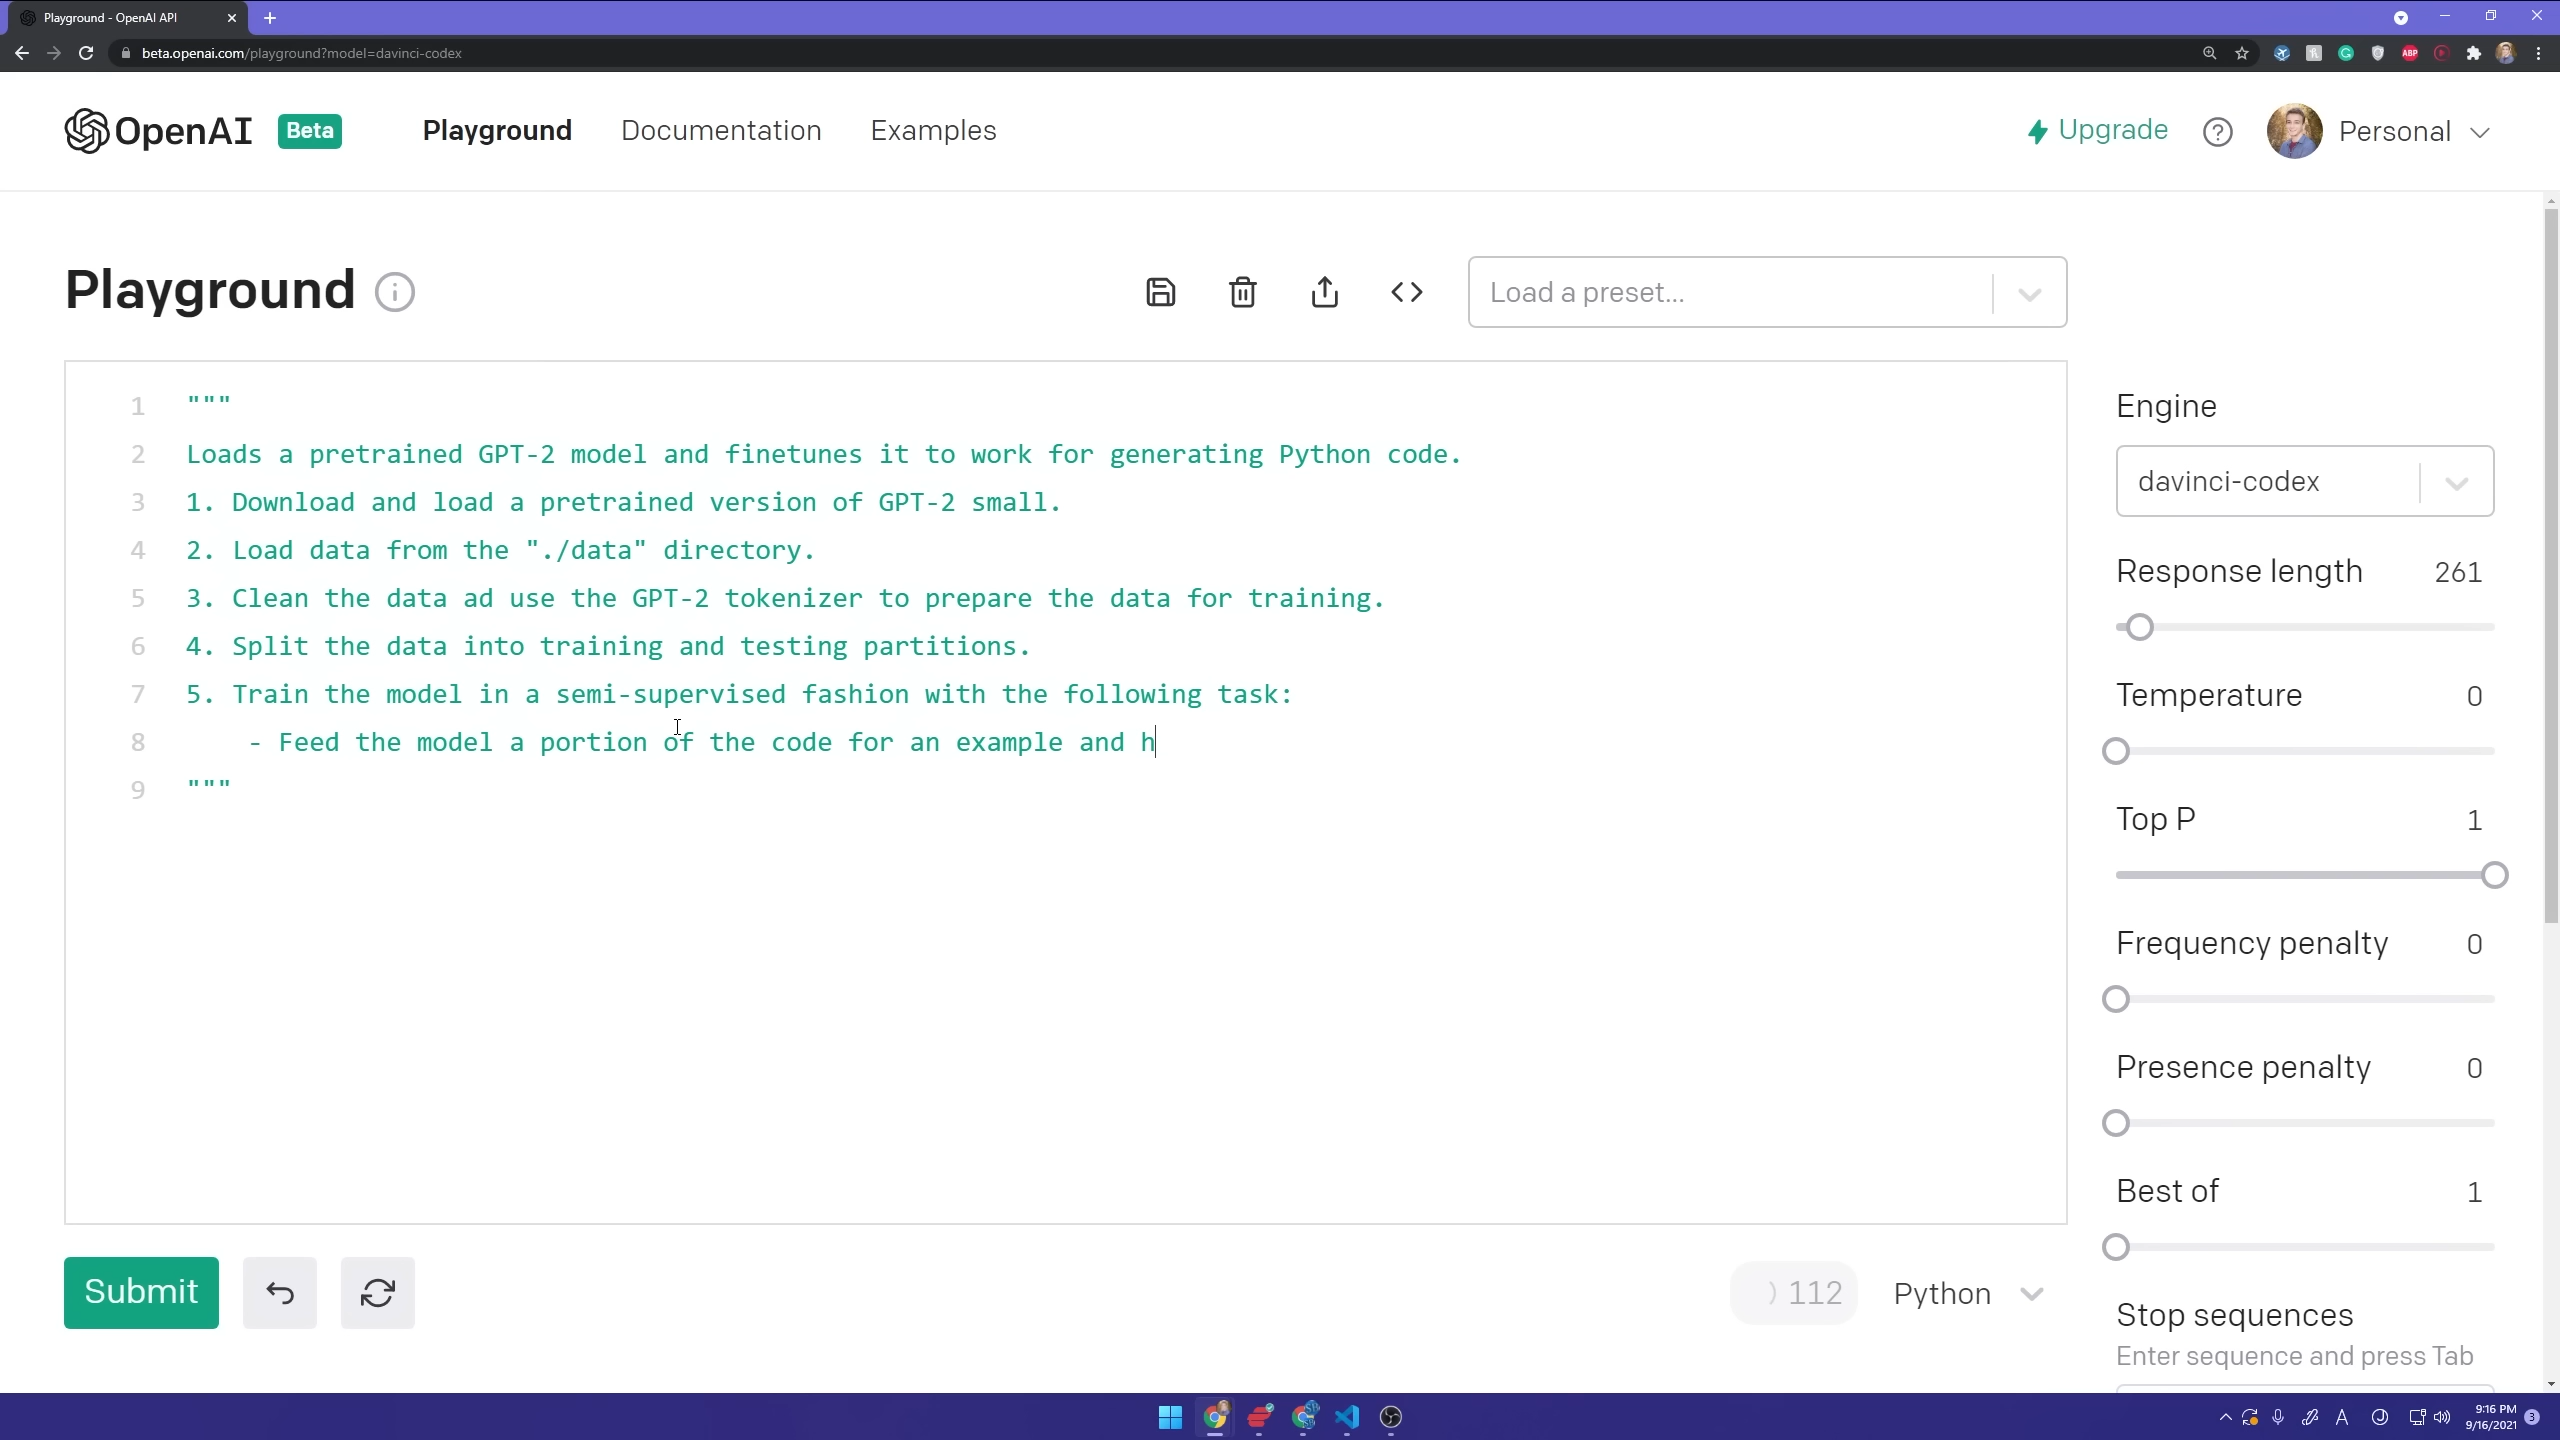 Playground - OpenAI API
beta.openai.com/playground?model=davinci-codex
ABP
OpenAI Beta Playground Documentation Examples Upgrade Personal
Playground
Load a preset...
1 """
2 Loads a pretrained GPT-2 model and finetunes it to work for generating Python code.
3 1. Download and load a pretrained version of GPT-2 small.
4 2. Load data from the "./data" directory.
5 3. Clean the data ad use the GPT-2 tokenizer to prepare the data for training.
6 4. Split the data into training and testing partitions.
7 5. Train the model in a semi-supervised fashion with the following task:
8 - Feed the model a portion of the code for an example and h
9 """
Engine
davinci-codex
Response length 261
Temperature 0
Top P 1
Frequency penalty 0
Presence penalty 0
Best of 1
Stop sequences
Enter sequence and press Tab
Submit
112
Python
9:16 PM
9/16/2021
3